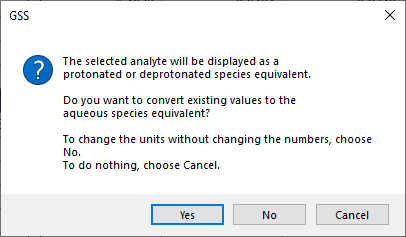 GSS
The selected analyte will be displayed as a
protonated or deprotonated species equivalent.
Do you want to convert existing values to the
aqueous species equivalent?
To change the units without changing the numbers, choose
No.
To do nothing, choose Cancel.
Yes
No
Cancel